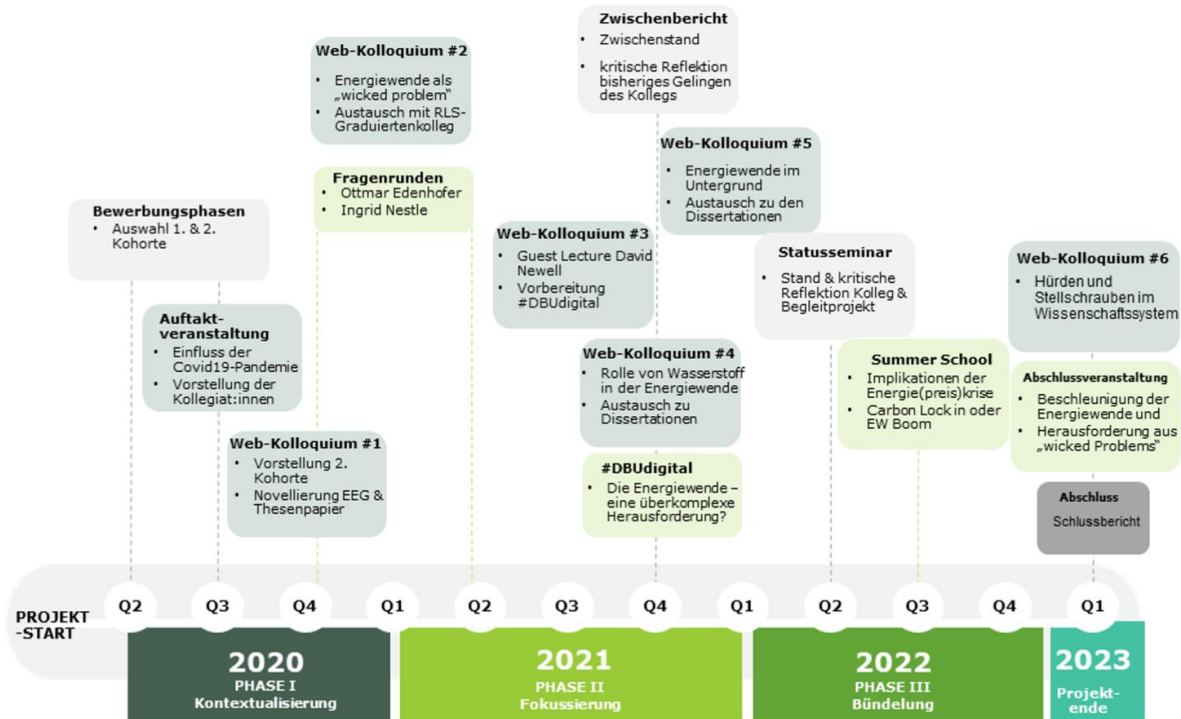 Zwischenbericht
• Zwischenstand
• kritische Reflektion
bisheriges Gelingen
des Kollegs
Web-Kolloquium #2
• Energiewende als
„wicked problem“
• Austausch mit RLS-
Graduiertenkolleg
Web-Kolloquium #5
• Energiewende im
Untergrund
• Austausch zu den
Dissertationen
Fragenrunden
• Ottmar Edenhofer
• Ingrid Nestle
Bewerbungsphasen
• Auswahl 1. & 2.
Kohorte
Web-Kolloquium #3
• Guest Lecture David
Newell
• Vorbereitung
#DBUdigital
Statusseminar
• Stand & kritische
Reflektion Kolleg &
Begleitprojekt
Web-Kolloquium #6
• Hürden und
Stellschrauben im
Wissenschaftssystem
Auftakt-
veranstaltung
• Einfluss der
Covid19-Pandemie
• Vorstellung der
Kollegiat:innen
Web-Kolloquium #4
• Rolle von Wasserstoff
in der Energiewende
• Austausch zu
Dissertationen
Summer School
• Implikationen der
Energie(preis)krise
• Carbon Lock in oder
EW Boom
Abschlussveranstaltung
• Beschleunigung der
Energiewende und
• Herausforderung aus
„wicked Problems“
Web-Kolloquium #1
• Vorstellung 2.
Kohorte
• Novellierung EEG &
Thesenpapier
#DBUdigital
• Die Energiewende –
eine überkomplexe
Herausforderung?
Abschluss
Schlussbericht
PROJEKT
-START
Q2 Q3 Q4 Q1 Q2 Q3 Q4 Q1 Q2 Q3 Q4 Q1
2020
PHASE I
Kontextualisierung
2021
PHASE II
Fokussierung
2022
PHASE III
Bündelung
2023
Projekt-
ende